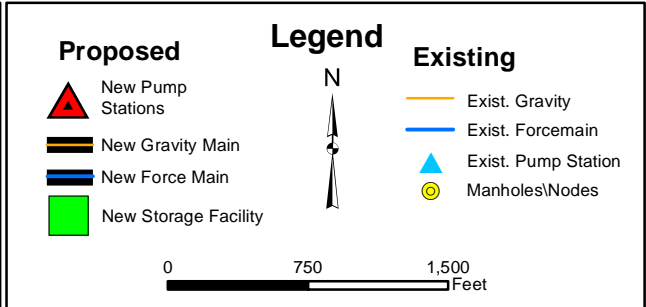 Legend
Proposed
New Pump
Stations
New Gravity Main
New Force Main
New Storage Facility
N
Existing
Exist. Gravity
Exist. Forcemain
Exist. Pump Station
Manholes\Nodes
0 750 1,500
Feet